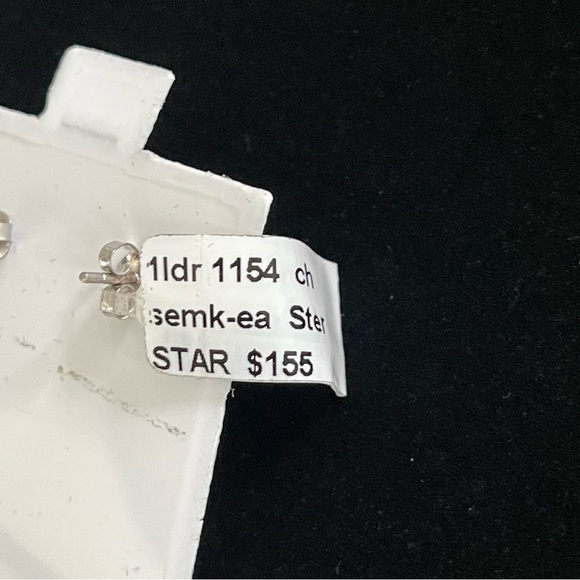 1ldr 1154 ch
semk-ea Ster
STAR $155